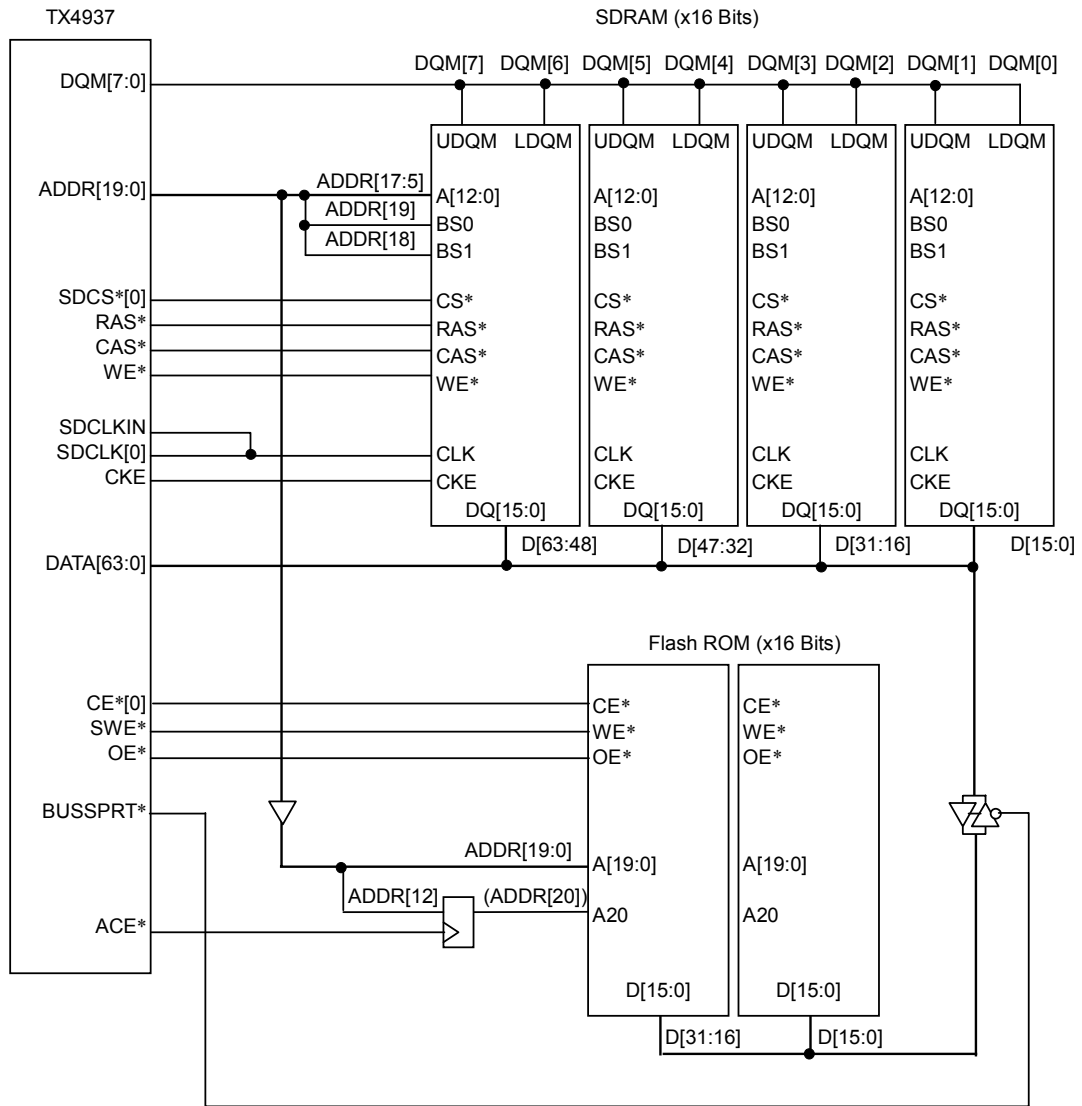 TX4937
SDRAM (x16 Bits)
DQM[7:0]
DQM[7] DQM[6] DQM[5] DQM[4] DQM[3] DQM[2] DQM[1] DQM[0]
UDQM LDQM UDQM LDQM UDQM LDQM UDQM LDQM
ADDR[19:0] ADDR[17:5] A[12:0] A[12:0] A[12:0] A[12:0]
ADDR[19] BS0 BS0 BS0 BS0
ADDR[18] BS1 BS1 BS1 BS1
SDCS*[0] CS* CS* CS* CS*
RAS* RAS* RAS* RAS* RAS*
CAS* CAS* CAS* CAS* CAS*
WE* WE* WE* WE* WE*
SDCLKIN
SDCLK[0] CLK CLK CLK CLK
CKE CKE CKE CKE CKE
DQ[15:0] DQ[15:0] DQ[15:0] DQ[15:0]
D[63:48] D[47:32] D[31:16] D[15:0]
DATA[63:0]
Flash ROM (x16 Bits)
CE*[0] CE* CE*
SWE* WE* WE*
OE* OE* OE*
BUSSPRT*
ADDR[19:0] A[19:0] A[19:0]
ADDR[12] (ADDR[20]) A20 A20
ACE*
D[15:0] D[15:0]
D[31:16] D[15:0]